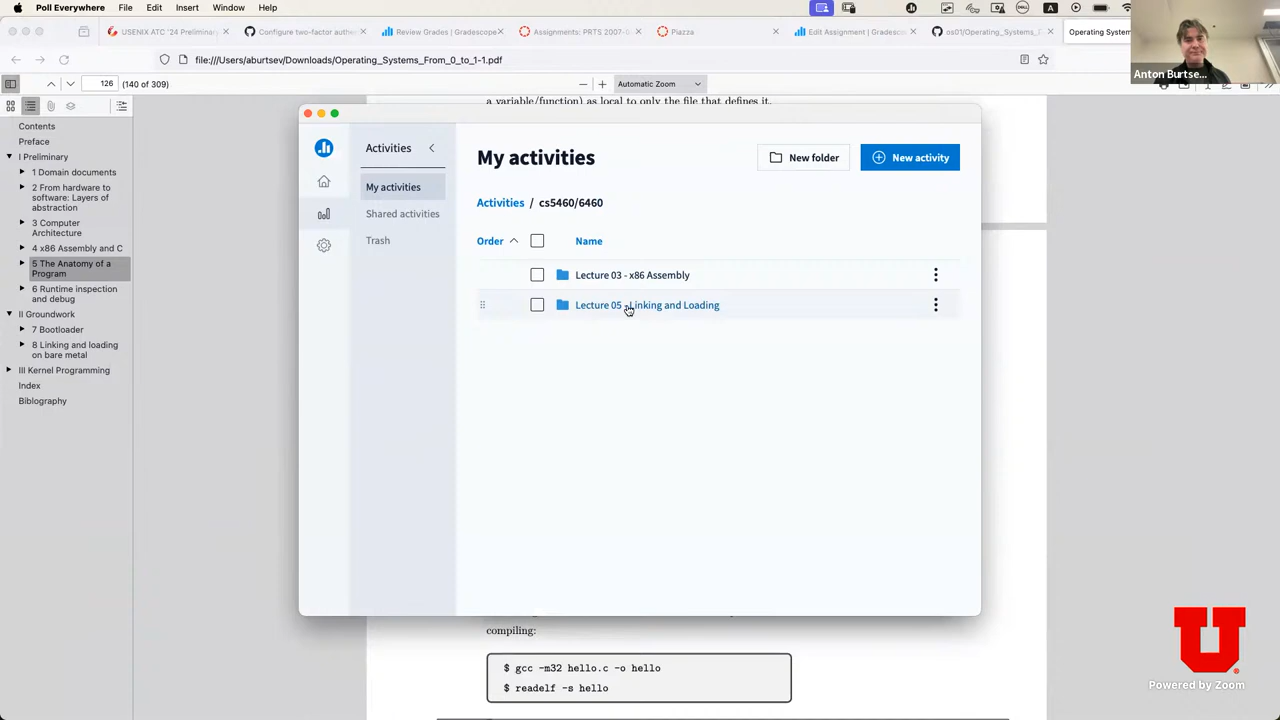 Poll Everywhere File Edit Insert Window Help
USENIX ATC '24 Preliminar
Configure two-factor authen
Review Grades | Gradescope
Assignments: PRTS 2007-0
Piazza
Edit Assignment | Gradesco
os01/Operating_Systems_
Operating System
file:///Users/aburtsev/Downloads/Operating_Systems_From_0_to_1-1.pdf
126 (140 of 309)
Automatic Zoom
Anton Burtse...
Contents
Preface
I Preliminary
1 Domain documents
2 From hardware to
software: Layers of
abstraction
3 Computer
Architecture
4 x86 Assembly and C
5 The Anatomy of a
Program
6 Runtime inspection
and debug
II Groundwork
7 Bootloader
8 Linking and loading
on bare metal
III Kernel Programming
Index
Bibliography
a variable/function) as local to only the file that defines it.
Activities
My activities
Shared activities
Trash
My activities
New folder
New activity
Activities / cs5460/6460
Order Name
Lecture 03 - x86 Assembly
Lecture 05 - Linking and Loading
compiling:
$ gcc -m32 hello.c -o hello
$ readelf -s hello
U
Powered by Zoom